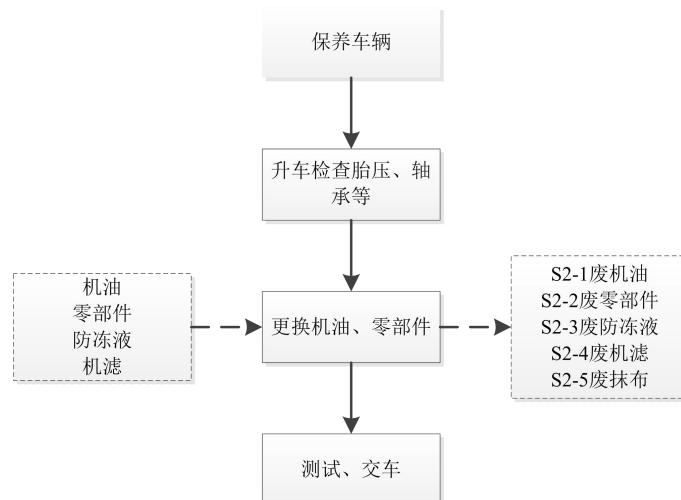 保养车辆
升车检查胎压、轴
承等
机油
零部件
防冻液
机滤
更换机油、零部件
S2-1废机油
S2-2废零部件
S2-3废防冻液
S2-4废机滤
S2-5废抹布
测试、交车